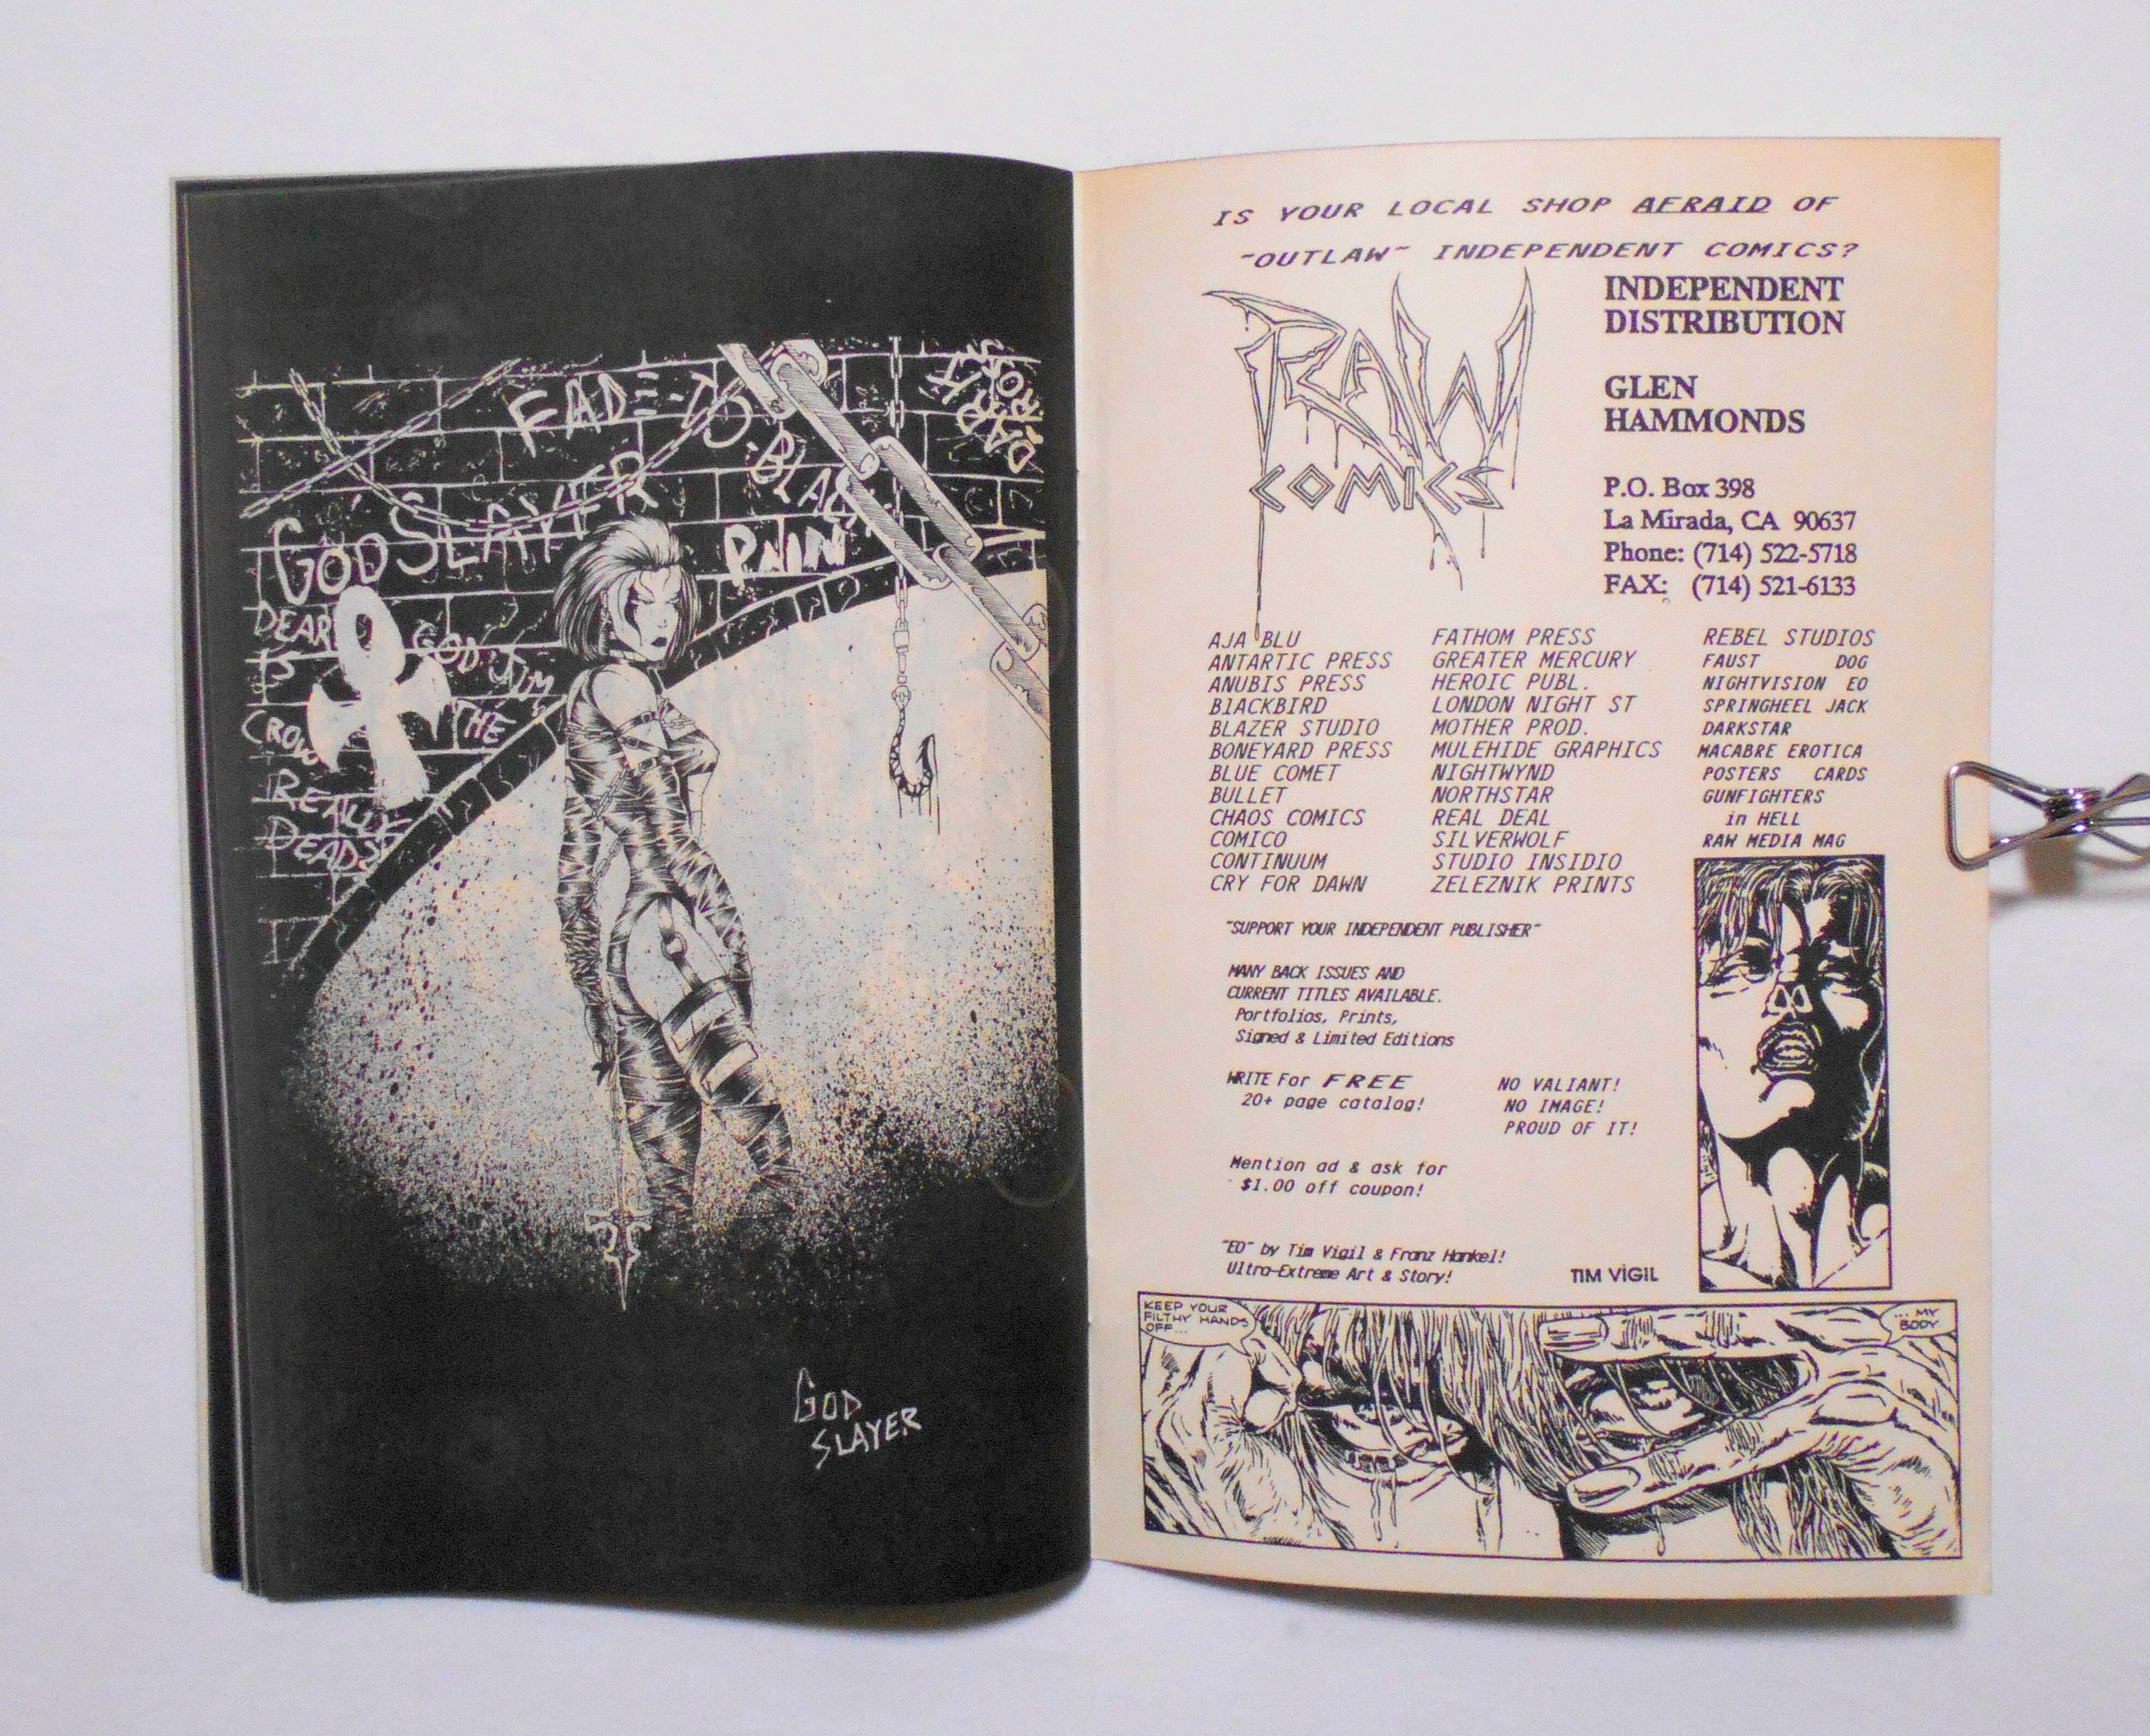 FADE-TO
BLA
DARK
GOD SLAYER
PAIN
DEAR
GOD JIM
IS
THE
CROW
REALLY
DEAD?
GOD
SLAYER
IS YOUR LOCAL SHOP AFRAID OF
"OUTLAW" INDEPENDENT COMICS?
RAW
COMICS
INDEPENDENT
DISTRIBUTION
GLEN
HAMMONDS
P.O. Box 398
La Mirada, CA 90637
Phone: (714) 522-5718
FAX: (714) 521-6133
AJA BLU
ANTARTIC PRESS
ANUBIS PRESS
BlACKBIRD
BLAZER STUDIO
BONEYARD PRESS
BLUE COMET
BULLET
CHAOS COMICS
COMICO
CONTINUUM
CRY FOR DAWN
FATHOM PRESS
GREATER MERCURY
HEROIC PUBL.
LONDON NIGHT ST
MOTHER PROD.
MULEHIDE GRAPHICS
NIGHTWYND
NORTHSTAR
REAL DEAL
SILVERWOLF
STUDIO INSIDIO
ZELEZNIK PRINTS
REBEL STUDIOS
FAUST DOG
NIGHTVISION EO
SPRINGHEEL JACK
DARKSTAR
MACABRE EROTICA
POSTERS CARDS
GUNFIGHTERS
in HELL
RAW MEDIA MAG
"SUPPORT YOUR INDEPENDENT PUBLISHER"
MANY BACK ISSUES AND
CURRENT TITLES AVAILABLE.
Portfolios, Prints,
Signed & Limited Editions
WRITE For FREE
20+ page catalog!
NO VALIANT!
NO IMAGE!
PROUD OF IT!
Mention ad & ask for
$1.00 off coupon!
"EO" by Tim Vigil & Franz Hankel!
Ultra-Extreme Art & Story!
TIM VIGIL
KEEP YOUR
FILTHY HANDS
OFF...
... MY
BODY